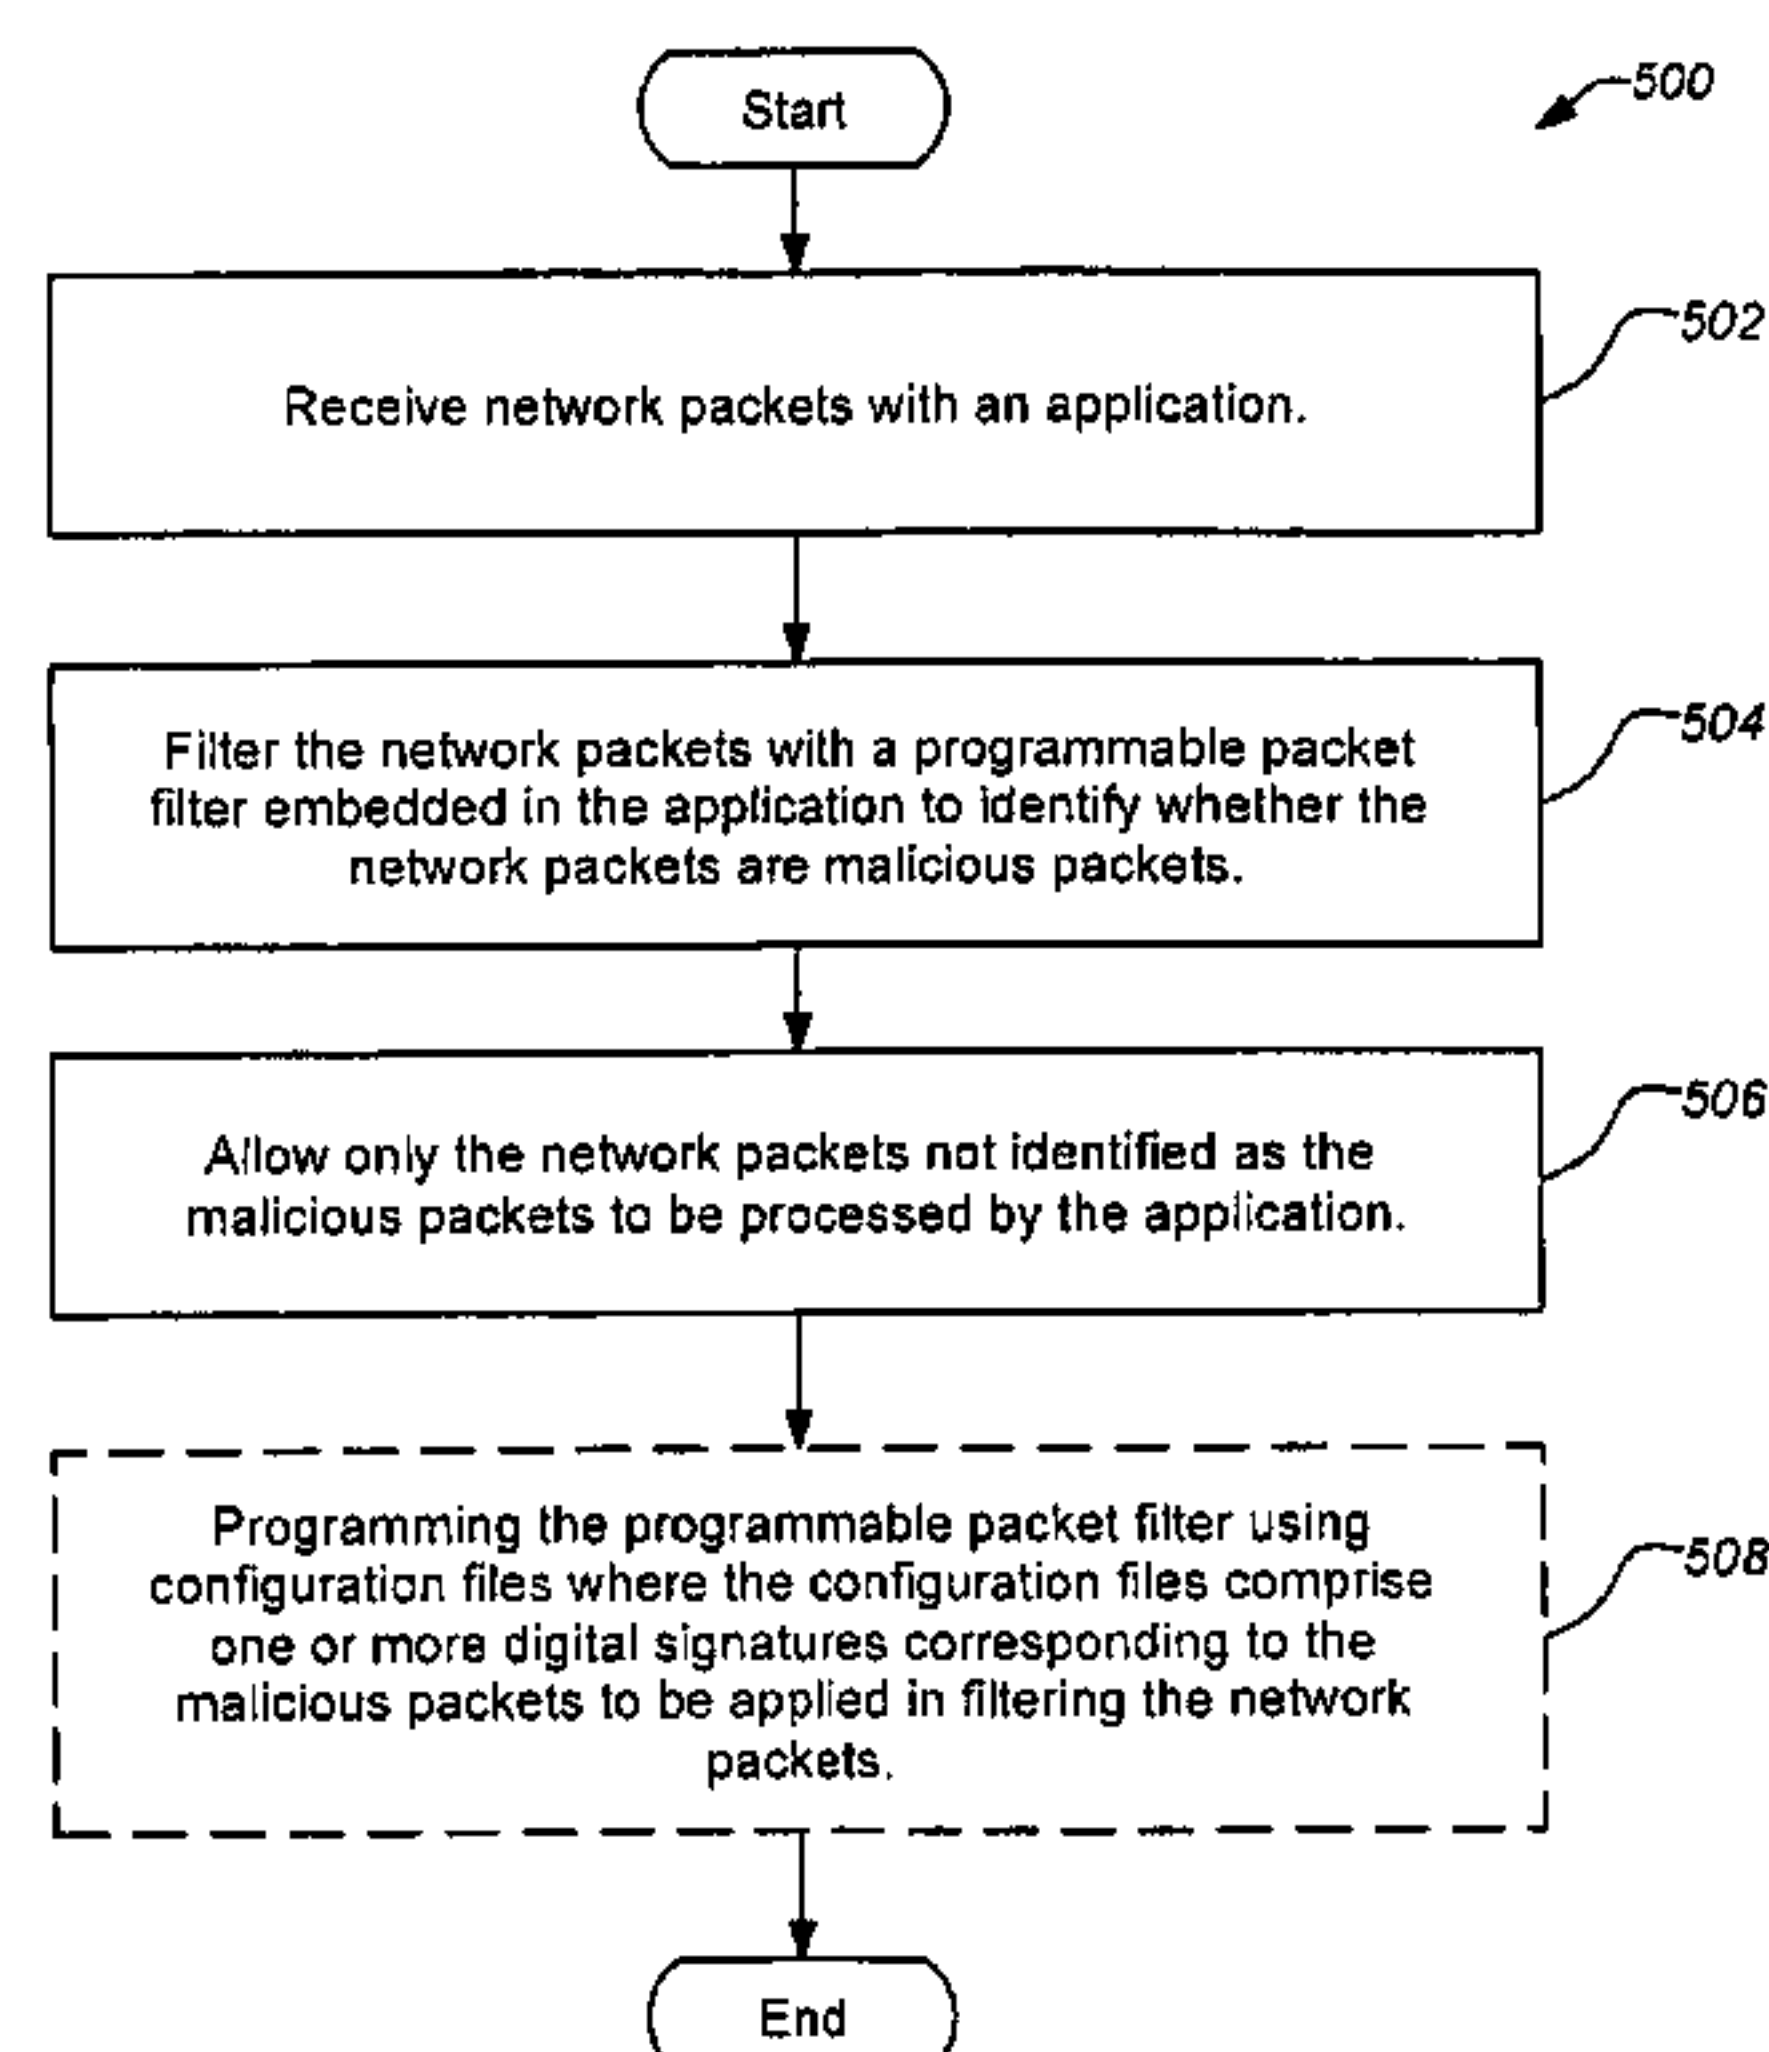 Start
500
Receive network packets with an application.
502
Filter the network packets with a programmable packet
filter embedded in the application to identify whether the
network packets are malicious packets.
504
Allow only the network packets not identified as the
malicious packets to be processed by the application.
506
Programming the programmable packet filter using
configuration files where the configuration files comprise
one or more digital signatures corresponding to the
malicious packets to be applied in filtering the network
packets.
508
End